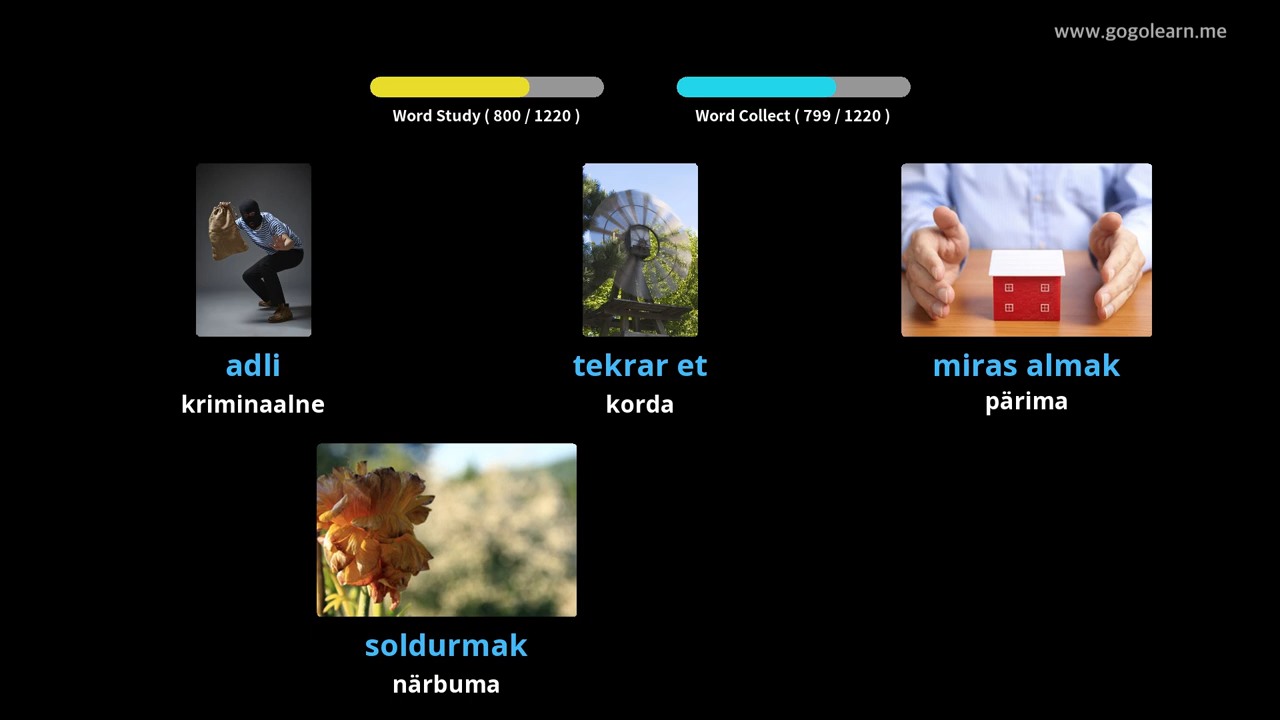 www.gogolearn.me
Word Study ( 800 / 1220 )
Word Collect ( 799 / 1220 )
adli
kriminaalne
tekrar et
korda
miras almak
pärima
soldurmak
närbuma